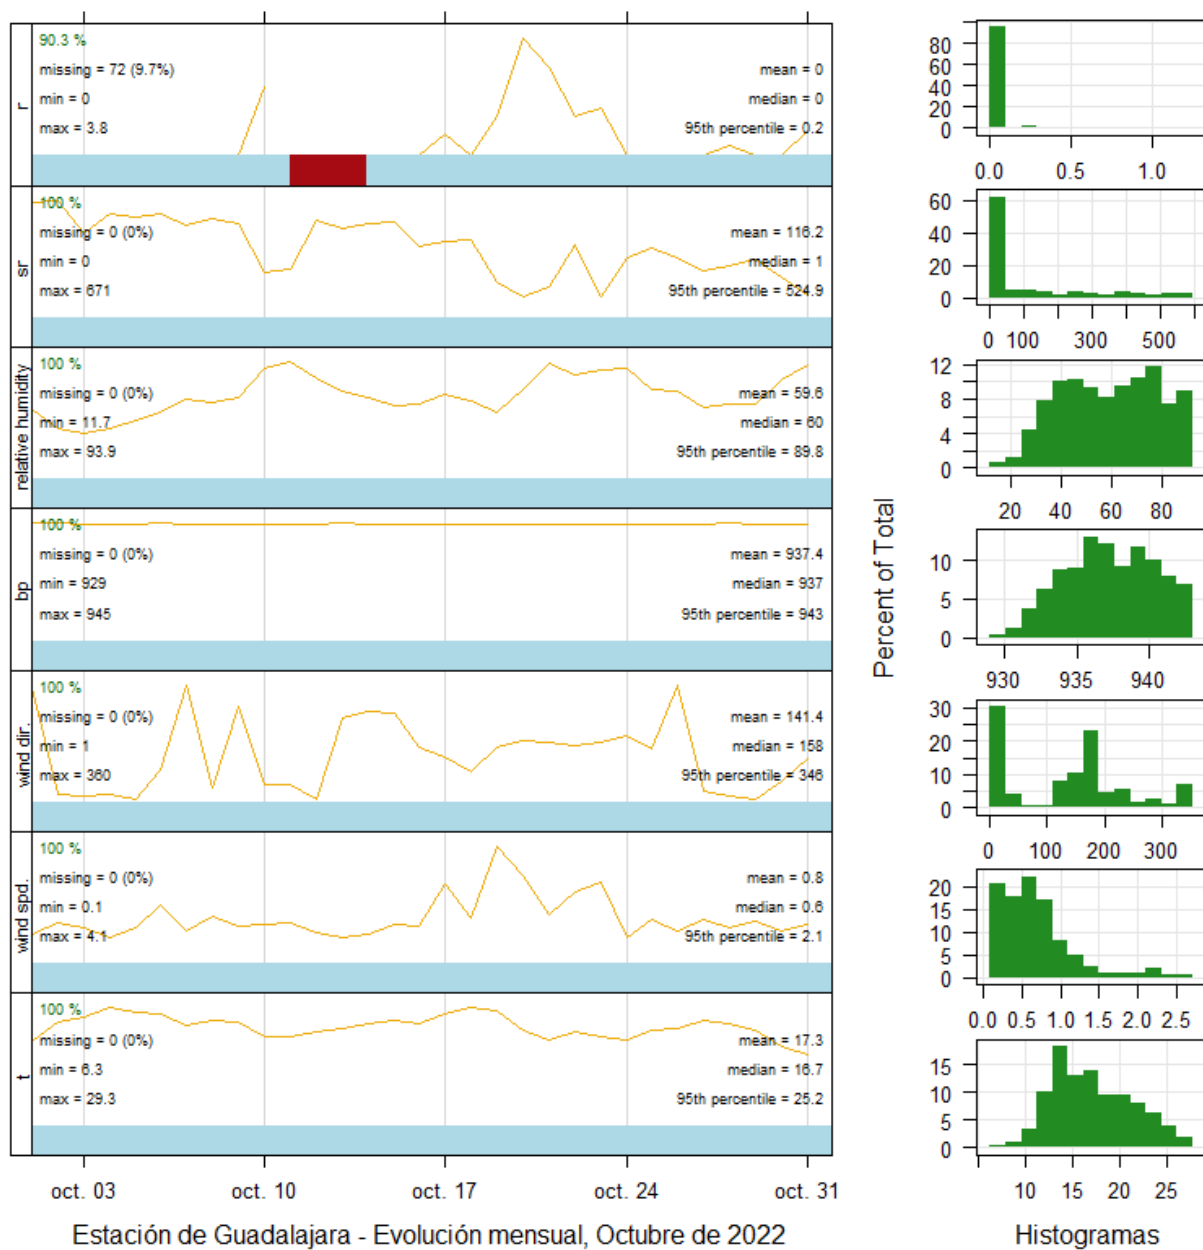 r
90.3 %
missing = 72 (9.7%)
min = 0
max = 3.8
mean = 0
median = 0
95th percentile = 0.2
sr
100 %
missing = 0 (0%)
min = 0
max = 671
mean = 116.2
median = 1
95th percentile = 524.9
relative humidity
100 %
missing = 0 (0%)
min = 11.7
max = 93.9
mean = 59.6
median = 60
95th percentile = 89.8
bp
100 %
missing = 0 (0%)
min = 929
max = 945
mean = 937.4
median = 937
95th percentile = 943
wind dir.
100 %
missing = 0 (0%)
min = 1
max = 360
mean = 141.4
median = 158
95th percentile = 346
wind spd.
100 %
missing = 0 (0%)
min = 0.1
max = 4.1
mean = 0.8
median = 0.6
95th percentile = 2.1
t
100 %
missing = 0 (0%)
min = 6.3
max = 29.3
mean = 17.3
median = 16.7
95th percentile = 25.2
oct. 03 oct. 10 oct. 17 oct. 24 oct. 31
Estación de Guadalajara - Evolución mensual, Octubre de 2022
Percent of Total
80
60
40
20
0
0.0 0.5 1.0
60
40
20
0
0 100 300 500
12
8
4
0
20 40 60 80
10
5
0
930 935 940
30
20
10
0
0 100 200 300
20
15
10
5
0
0.0 0.5 1.0 1.5 2.0 2.5
15
10
5
0
10 15 20 25
Histogramas